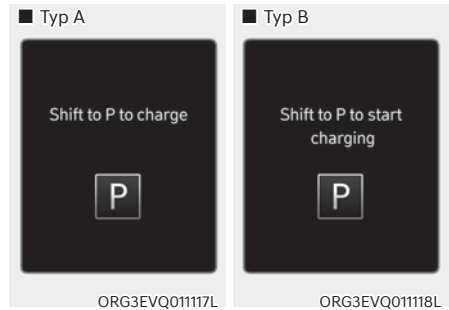 ■ Typ A
Shift to P to charge
P
ORG3EVQ011117L
■ Typ B
Shift to P to start
charging
P
ORG3EVQ011118L